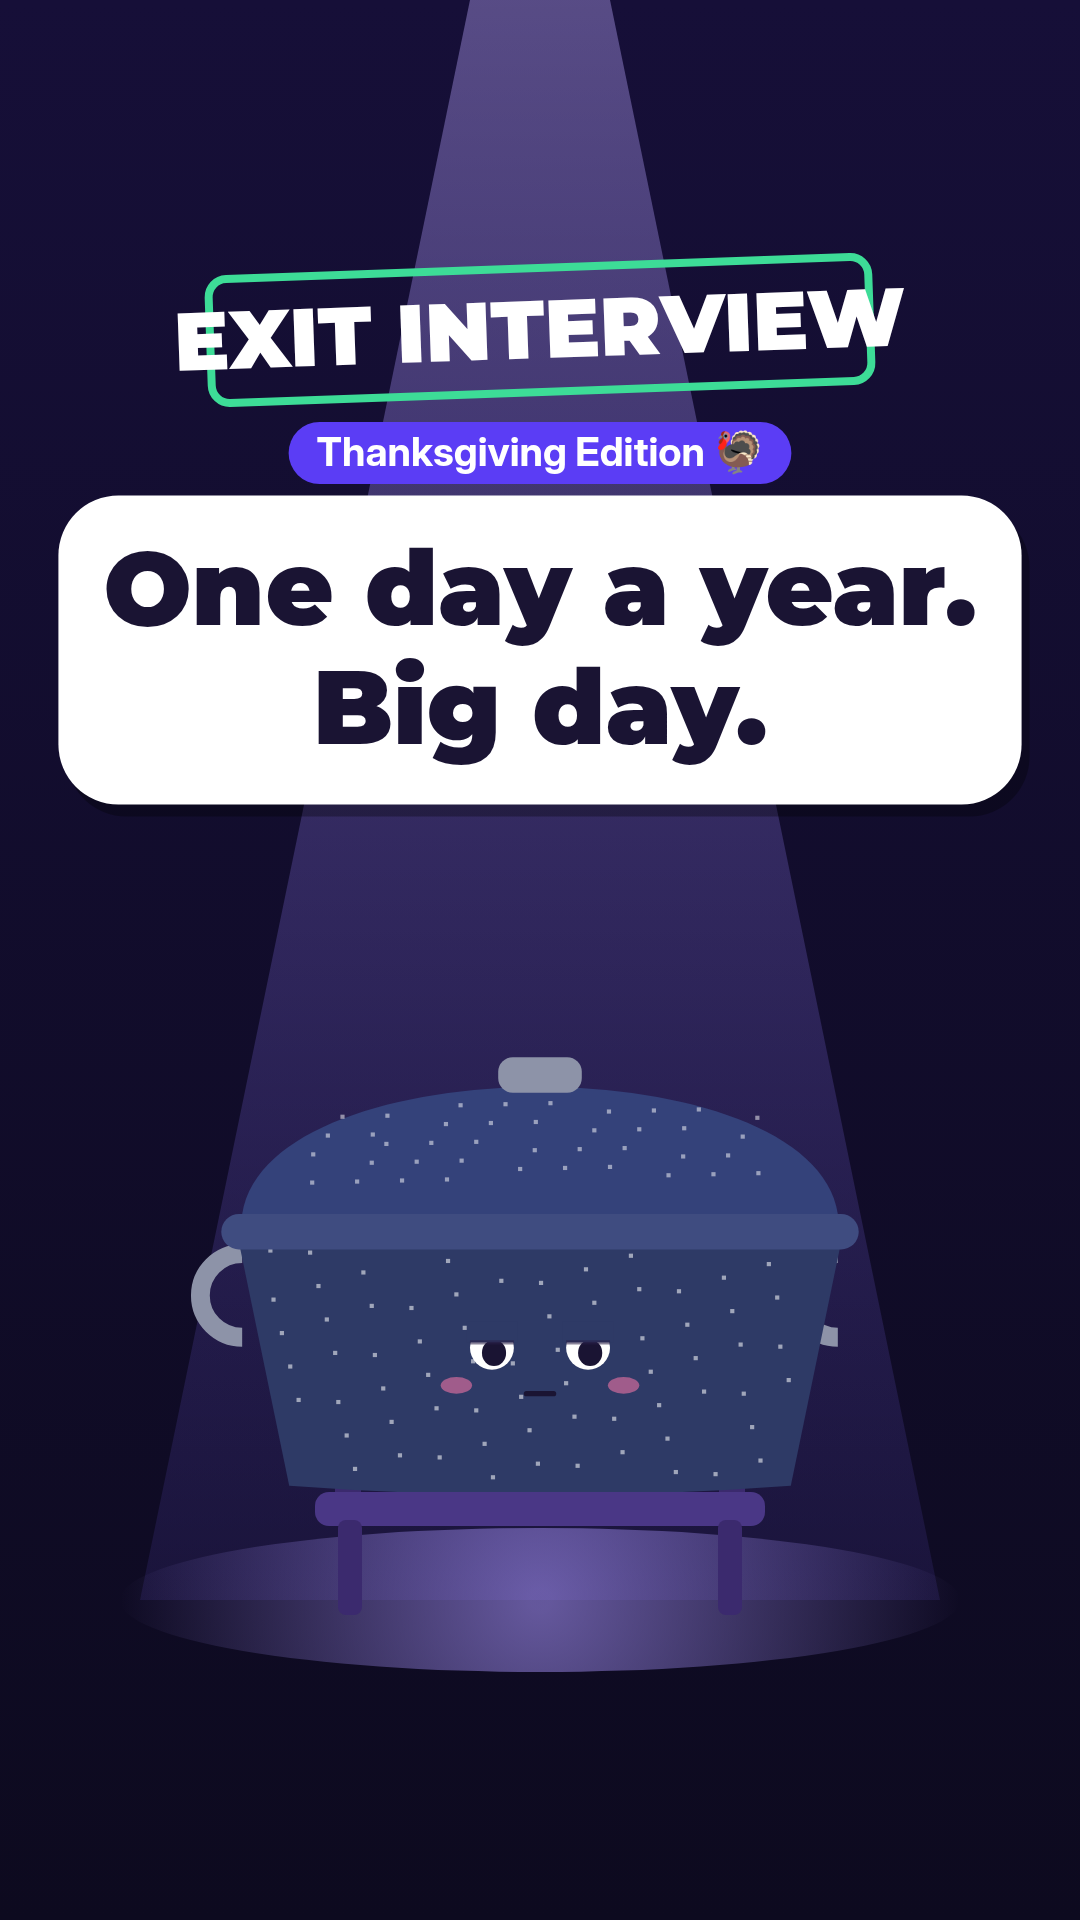 EXIT INTERVIEW
Thanksgiving Edition 🦃
One day a year.
Big day.